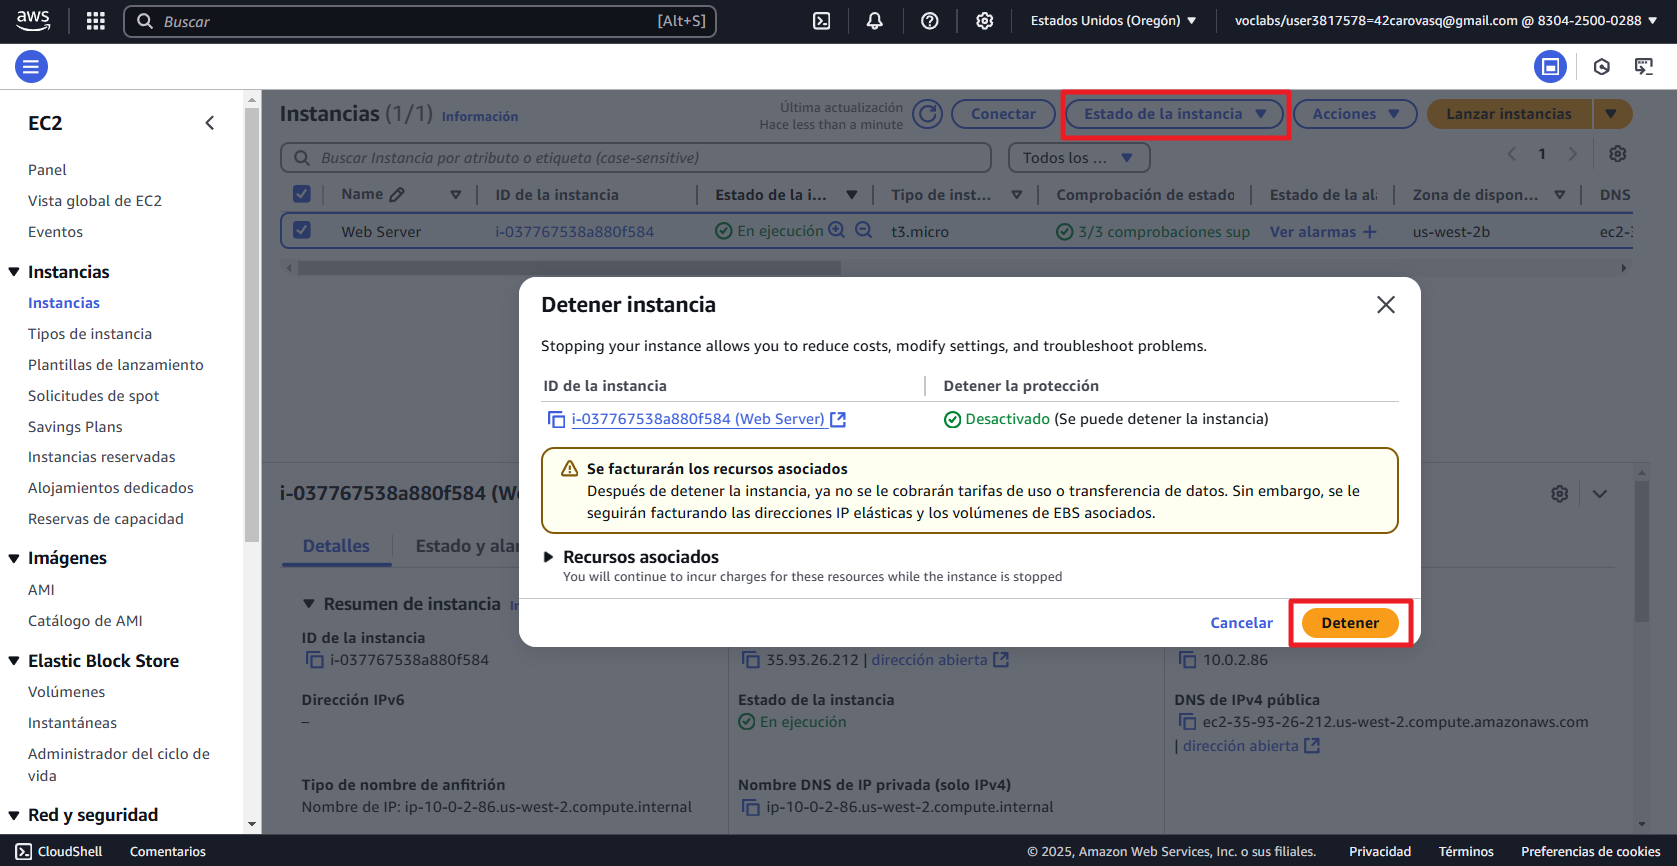 aws
Buscar
[Alt+S]
Estados Unidos (Oregón)
voclabs/user3817578=42carovasq@gmail.com @ 8304-2500-0288
EC2
Panel
Vista global de EC2
Eventos
Instancias
Instancias
Tipos de instancia
Plantillas de lanzamiento
Solicitudes de spot
Savings Plans
Instancias reservadas
Alojamientos dedicados
Reservas de capacidad
Imágenes
AMI
Catálogo de AMI
Elastic Block Store
Volúmenes
Instantáneas
Administrador del ciclo de
vida
Red y seguridad
Instancias (1/1) Información
Última actualización
Hace less than a minute
Conectar
Estado de la instancia
Acciones
Lanzar instancias
Buscar Instancia por atributo o etiqueta (case-sensitive)
Todos los ...
1
Name
ID de la instancia
Estado de la i...
Tipo de inst...
Comprobación de estado
Estado de la al
Zona de dispon...
DNS
Web Server
i-037767538a880f584
En ejecución
t3.micro
3/3 comprobaciones sup
Ver alarmas
us-west-2b
ec2-3
Detener instancia
Stopping your instance allows you to reduce costs, modify settings, and troubleshoot problems.
ID de la instancia
Detener la protección
i-037767538a880f584 (Web Server)
Desactivado (Se puede detener la instancia)
Se facturarán los recursos asociados
Después de detener la instancia, ya no se le cobrarán tarifas de uso o transferencia de datos. Sin embargo, se le
seguirán facturando las direcciones IP elásticas y los volúmenes de EBS asociados.
Recursos asociados
You will continue to incur charges for these resources while the instance is stopped
Cancelar
Detener
i-037767538a880f584 (We
Detalles
Estado y alar
Resumen de instancia
In
ID de la instancia
i-037767538a880f584
35.93.26.212 | dirección abierta
10.0.2.86
Dirección IPv6
–
Estado de la instancia
En ejecución
DNS de IPv4 pública
ec2-35-93-26-212.us-west-2.compute.amazonaws.com
| dirección abierta
Tipo de nombre de anfitrión
Nombre de IP: ip-10-0-2-86.us-west-2.compute.internal
Nombre DNS de IP privada (solo IPv4)
ip-10-0-2-86.us-west-2.compute.internal
CloudShell
Comentarios
© 2025, Amazon Web Services, Inc. o sus filiales.
Privacidad
Términos
Preferencias de cookies